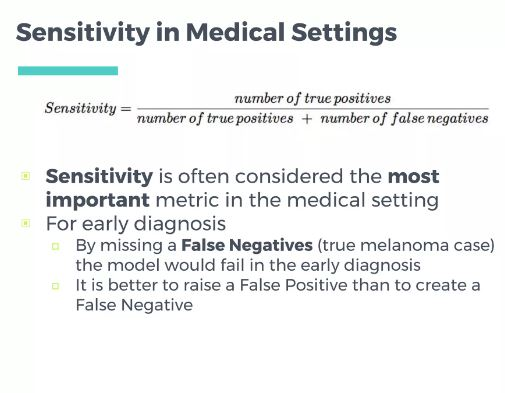 Sensitivity in Medical Settings
Sensitivity = number of true positives / number of true positives + number of false negatives
Sensitivity is often considered the most
important metric in the medical setting
For early diagnosis
By missing a False Negatives (true melanoma case)
the model would fail in the early diagnosis
It is better to raise a False Positive than to create a
False Negative